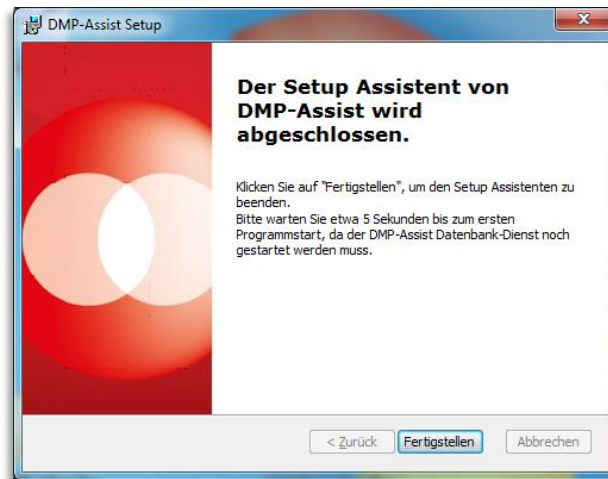 DMP-Assist Setup
Der Setup Assistent von
DMP-Assist wird
abgeschlossen.
Klicken Sie auf "Fertigstellen", um den Setup Assistenten zu
beenden.
Bitte warten Sie etwa 5 Sekunden bis zum ersten
Programmstart, da der DMP-Assist Datenbank-Dienst noch
gestartet werden muss.
< Zurück Fertigstellen Abbrechen